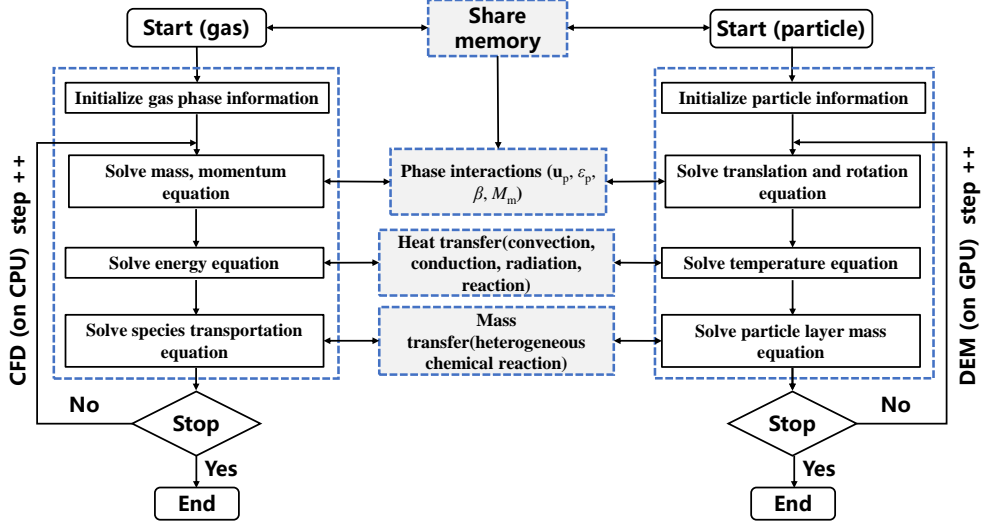 Start (gas)
Share
memory
Start (particle)
Initialize gas phase information
Initialize particle information
CFD (on CPU) step ++
Solve mass, momentum
equation
Phase interactions (uₚ, εₚ,
β, Mₘ)
Solve translation and rotation
equation
DEM (on GPU) step ++
Solve energy equation
Heat transfer(convection,
conduction, radiation,
reaction)
Solve temperature equation
Solve species transportation
equation
Mass
transfer(heterogeneous
chemical reaction)
Solve particle layer mass
equation
No
Stop
Yes
End
Stop
No
Yes
End